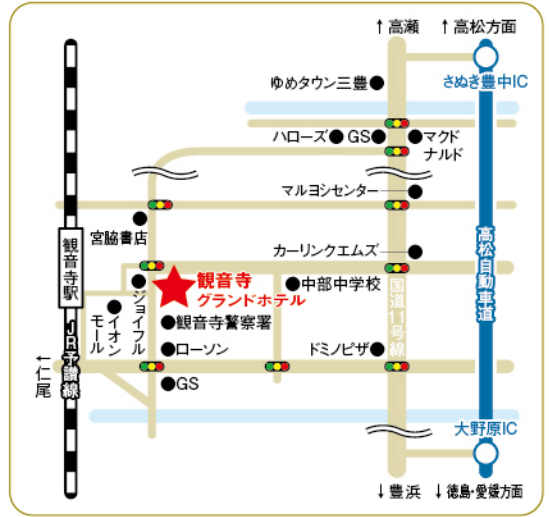 ↑高瀬
↑高松方面
ゆめタウン三豊
さぬき豊中IC
ハローズ
GS
マクド
ナルド
マルヨシセンター
宮脇書店
カーリンクエムズ
高松自動車道
観音寺駅
観音寺
グランドホテル
中部中学校
国道11号線
ジョイフル
イオン
モール
観音寺警察署
JR予讃線
ローソン
ドミノピザ
←仁尾
GS
大野原IC
↓豊浜
↓徳島・愛媛方面